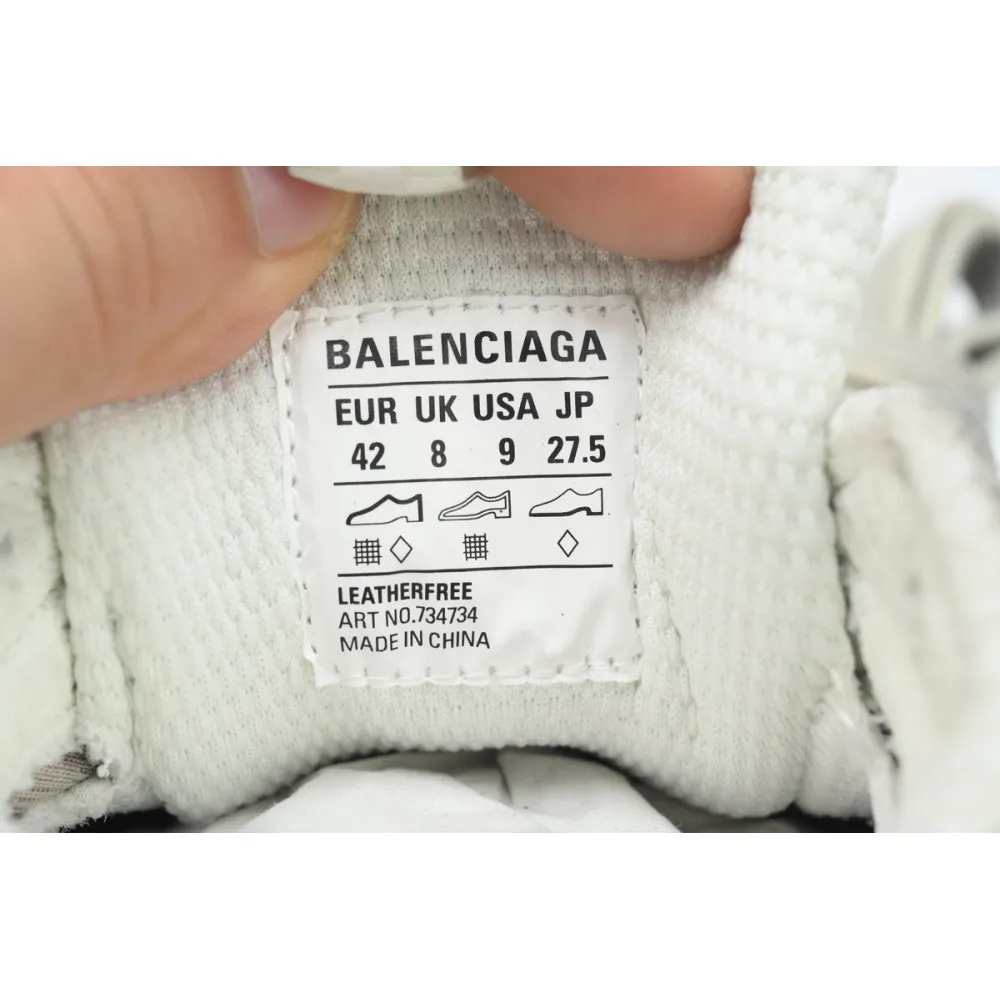 BALENCIAGA
EUR UK USA JP
42 8 9 27.5
LEATHERFREE
ART NO.734734
MADE IN CHINA